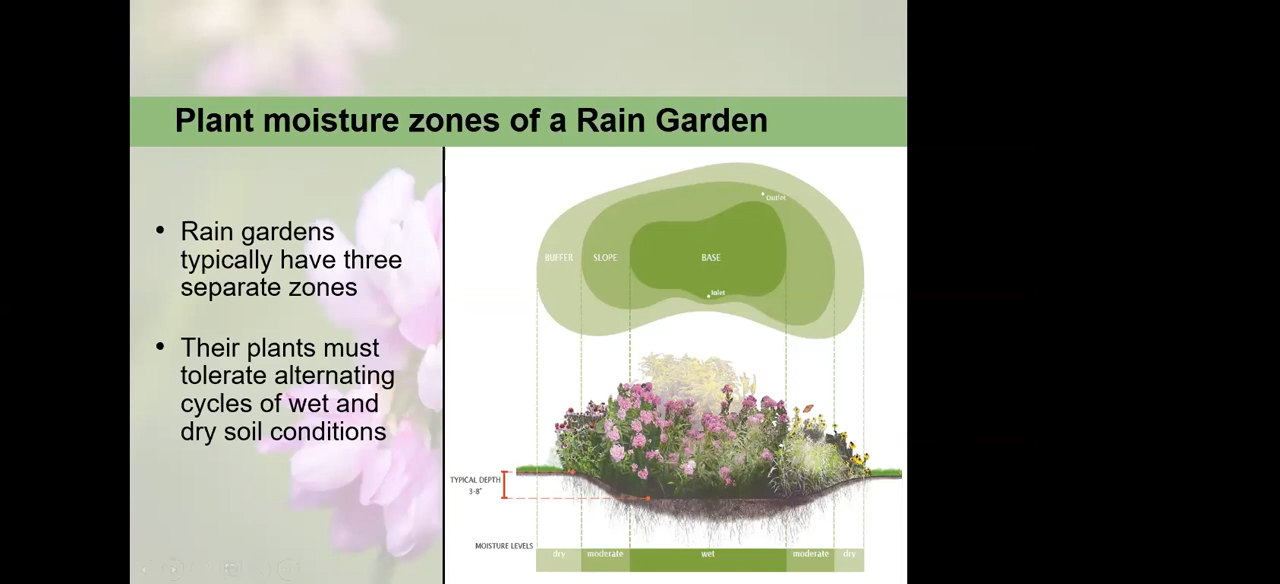 Plant moisture zones of a Rain Garden
• Rain gardens
typically have three
separate zones
• Their plants must
tolerate alternating
cycles of wet and
dry soil conditions
Outlet
BUFFER SLOPE BASE
Inlet
TYPICAL DEPTH
3-8"
MOISTURE LEVELS
dry moderate wet moderate dry